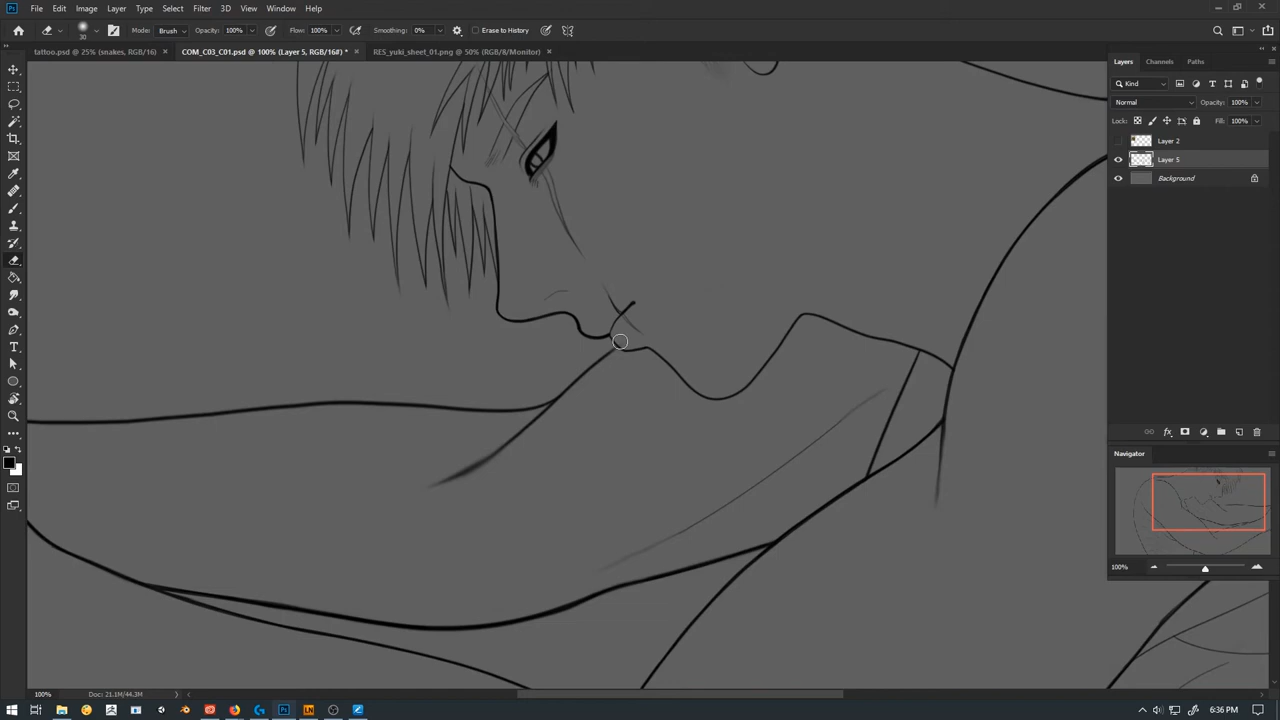 File Edit Image Layer Type Select Filter 3D View Window Help
30 Mode: Brush Opacity: 100% Flow: 100% Smoothing: 0% Erase to History
tattoo.psd @ 25% (snakes, RGB/16) × COM_C03_C01.psd @ 100% (Layer 5, RGB/16#) * × RES_yuki_sheet_01.png @ 50% (RGB/8/Monitor) ×
Layers Channels Paths
Kind
Normal Opacity: 100%
Lock: Fill: 100%
Layer 2
Layer 5
Background
Navigator
100%
100% Doc: 21.1M/44.3M
6:36 PM